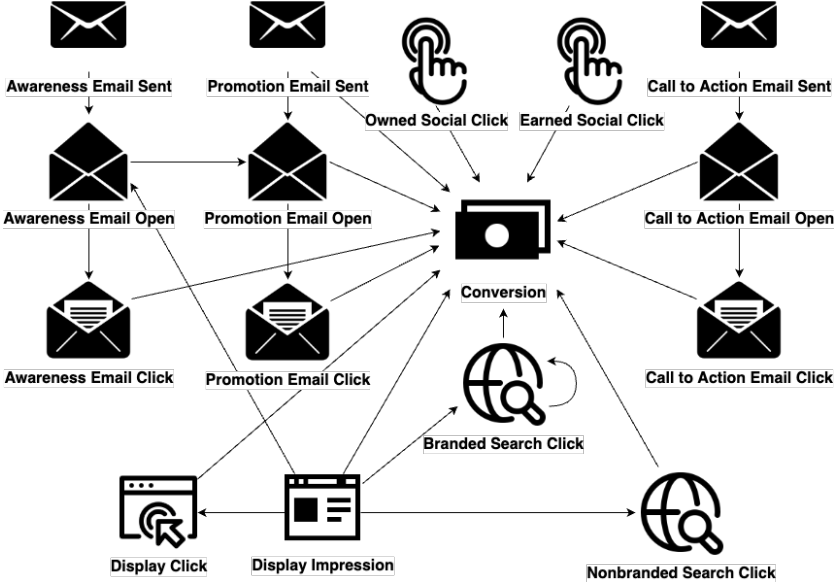 Awareness Email Sent
Promotion Email Sent
Call to Action Email Sent
Owned Social Click
Earned Social Click
Awareness Email Open
Promotion Email Open
Call to Action Email Open
Conversion
Awareness Email Click
Promotion Email Click
Call to Action Email Click
Branded Search Click
Display Click
Display Impression
Nonbranded Search Click